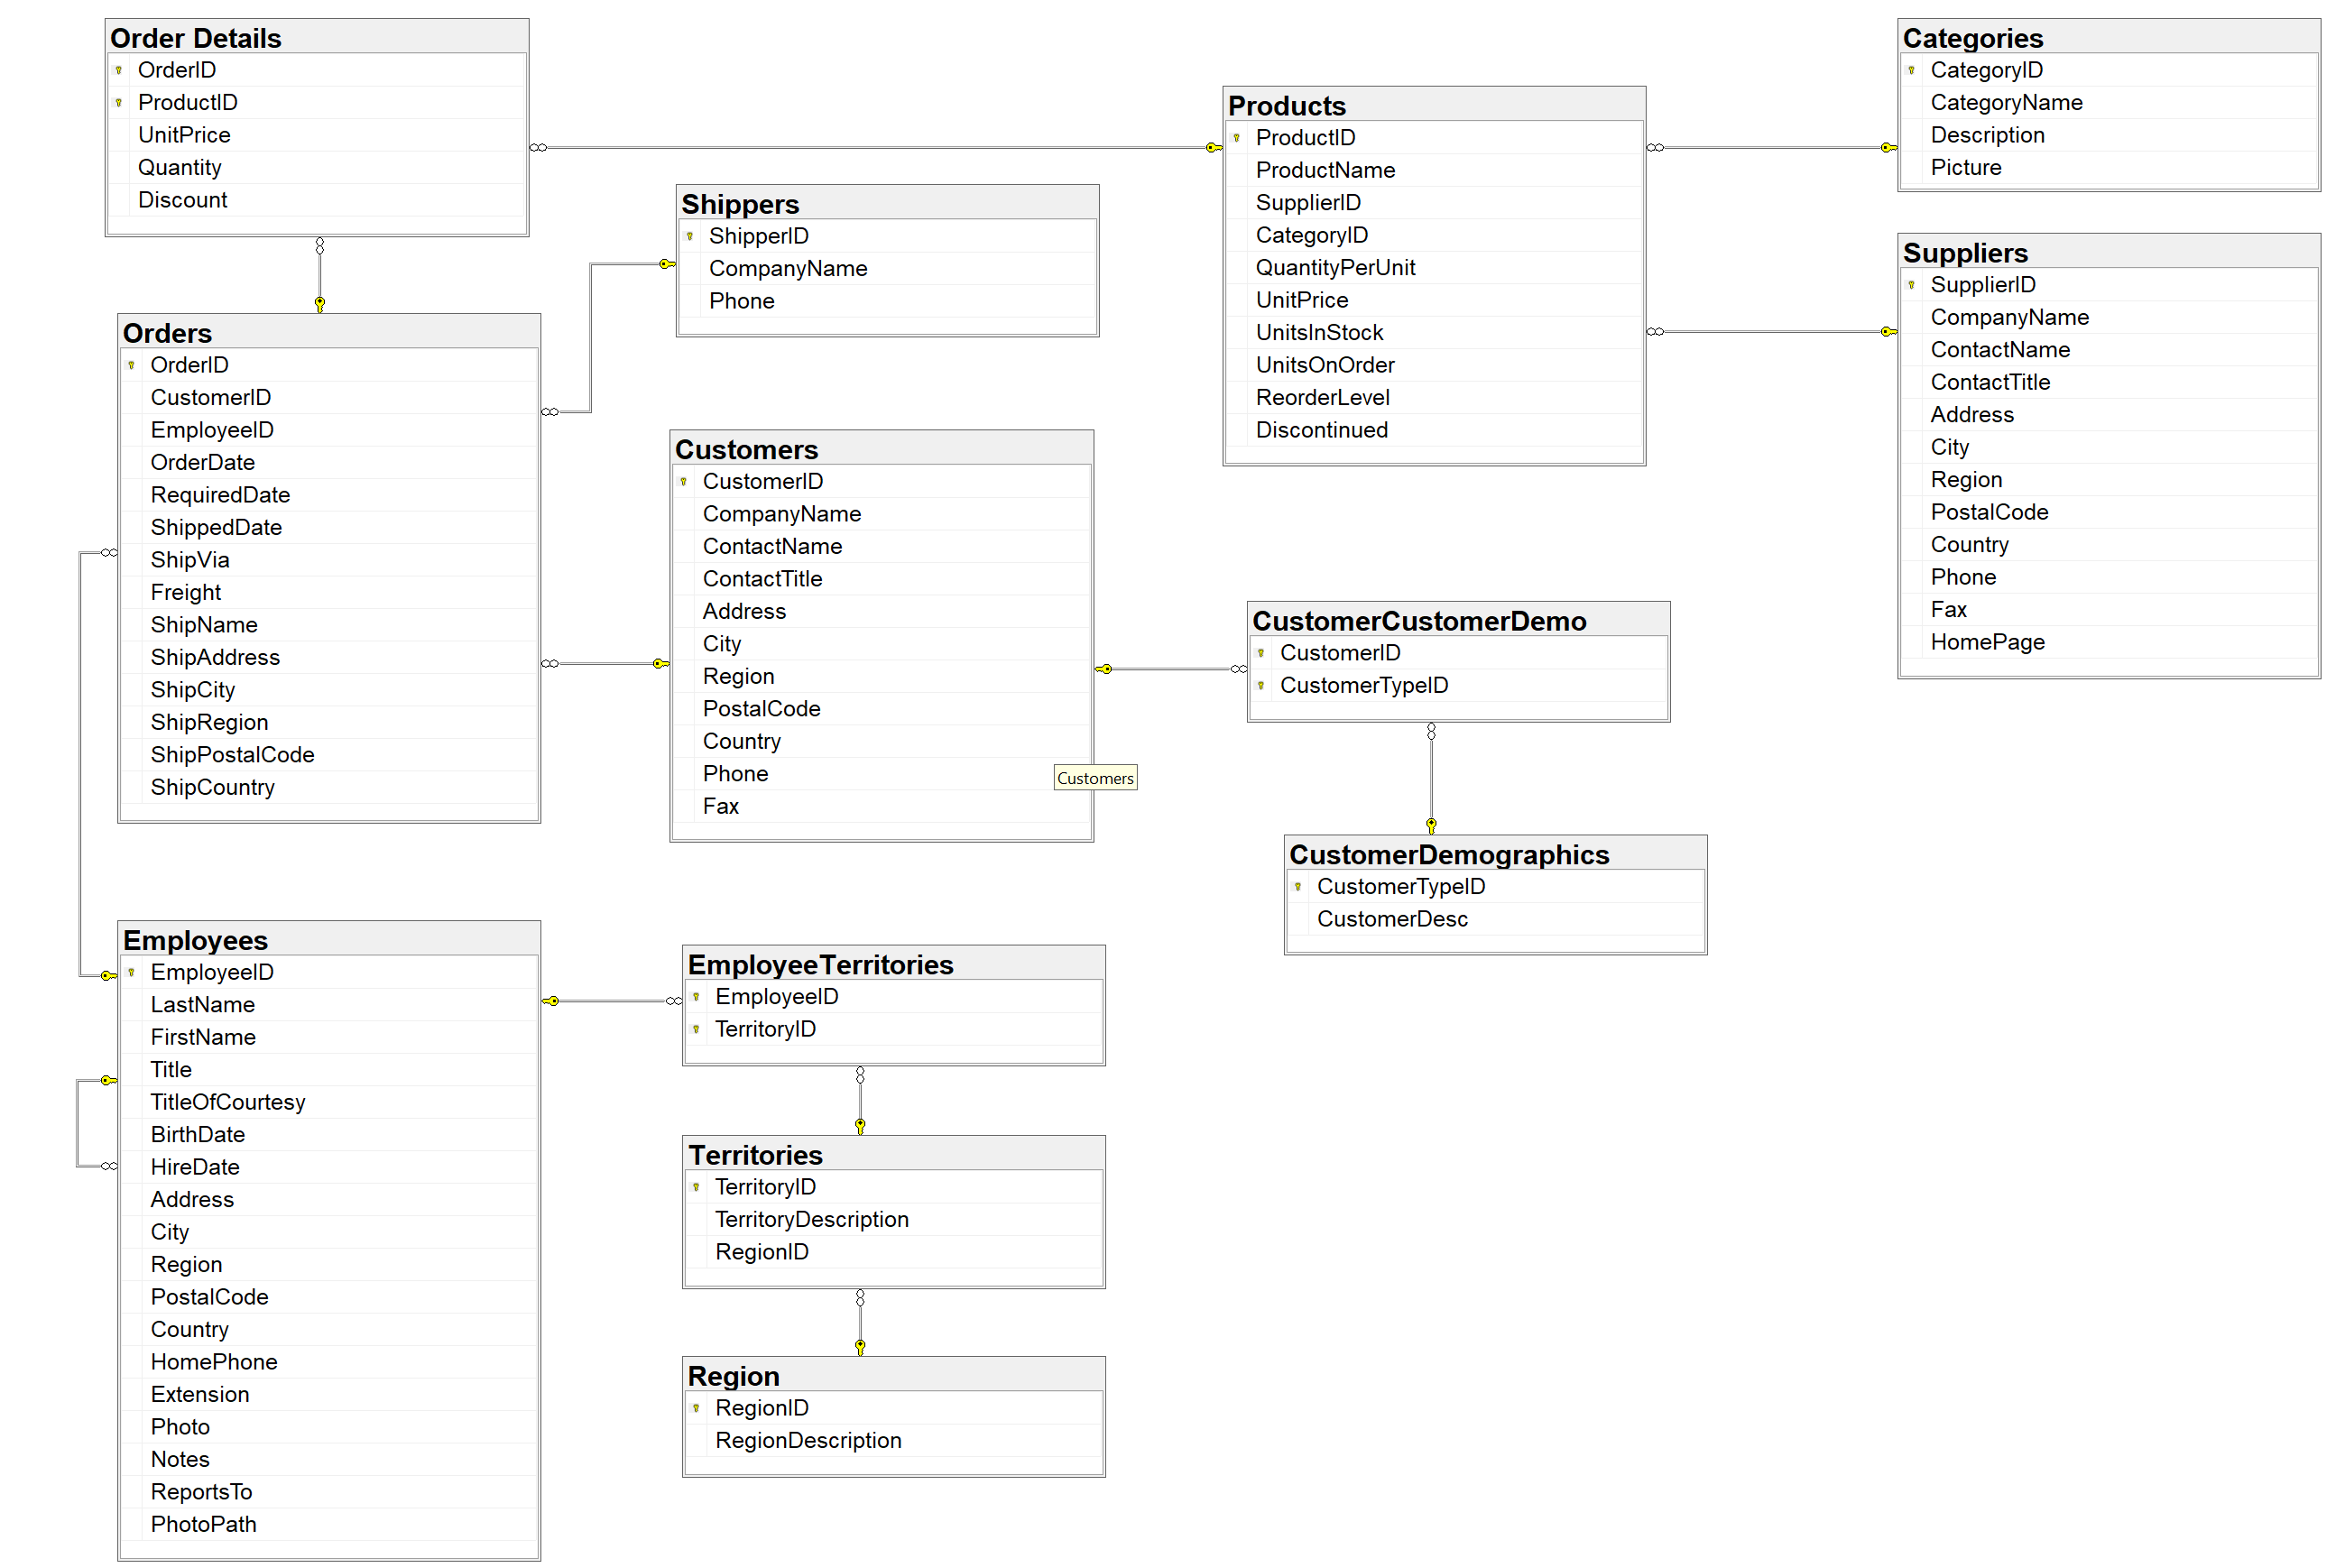 Order Details
OrderID
ProductID
UnitPrice
Quantity
Discount
Orders
OrderID
CustomerID
EmployeeID
OrderDate
RequiredDate
ShippedDate
ShipVia
Freight
ShipName
ShipAddress
ShipCity
ShipRegion
ShipPostalCode
ShipCountry
Employees
EmployeeID
LastName
FirstName
Title
TitleOfCourtesy
BirthDate
HireDate
Address
City
Region
PostalCode
Country
HomePhone
Extension
Photo
Notes
ReportsTo
PhotoPath
Shippers
ShipperID
CompanyName
Phone
Customers
CustomerID
CompanyName
ContactName
ContactTitle
Address
City
Region
PostalCode
Country
Phone
Fax
Customers
EmployeeTerritories
EmployeeID
TerritoryID
Territories
TerritoryID
TerritoryDescription
RegionID
Region
RegionID
RegionDescription
Products
ProductID
ProductName
SupplierID
CategoryID
QuantityPerUnit
UnitPrice
UnitsInStock
UnitsOnOrder
ReorderLevel
Discontinued
CustomerCustomerDemo
CustomerID
CustomerTypeID
CustomerDemographics
CustomerTypeID
CustomerDesc
Categories
CategoryID
CategoryName
Description
Picture
Suppliers
SupplierID
CompanyName
ContactName
ContactTitle
Address
City
Region
PostalCode
Country
Phone
Fax
HomePage